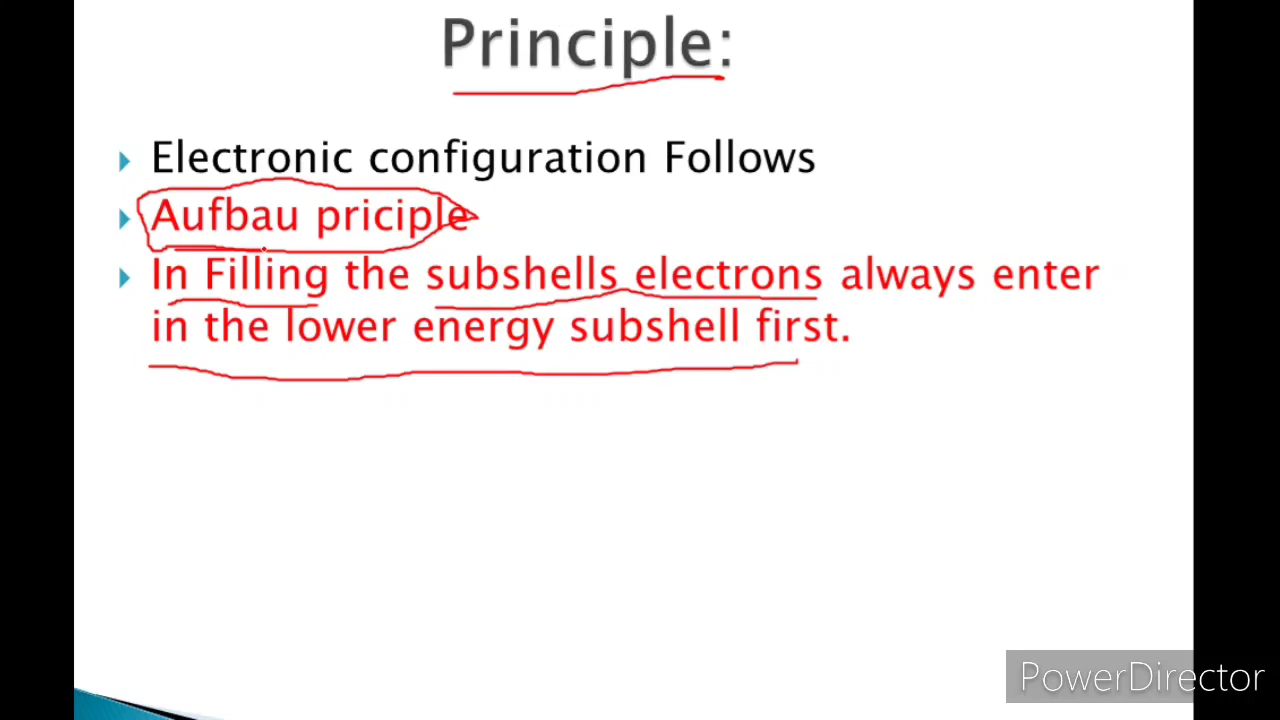 Principle:
Electronic configuration Follows
Aufbau priciple
In Filling the subshells electrons always enter
in the lower energy subshell first.
PowerDirector